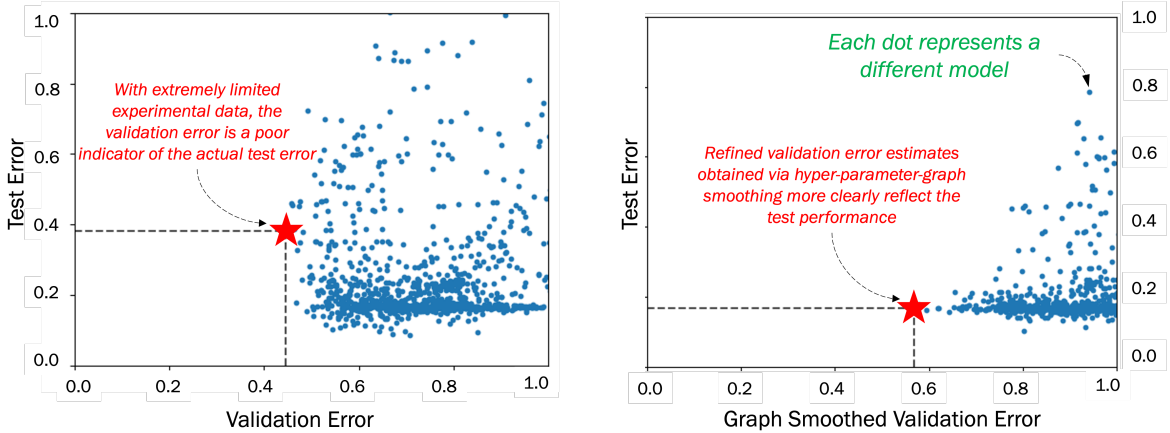 1.0
0.8
0.6
0.4
0.2
0.0
Test Error
With extremely limited
experimental data, the
validation error is a poor
indicator of the actual test error
0.0
0.2
0.4
0.6
0.8
1.0
Validation Error
Test Error
Each dot represents a
different model
Refined validation error estimates
obtained via hyper-parameter-graph
smoothing more clearly reflect the
test performance
1.0
0.8
0.6
0.4
0.2
0.0
0.0
0.2
0.4
0.6
0.8
1.0
Graph Smoothed Validation Error